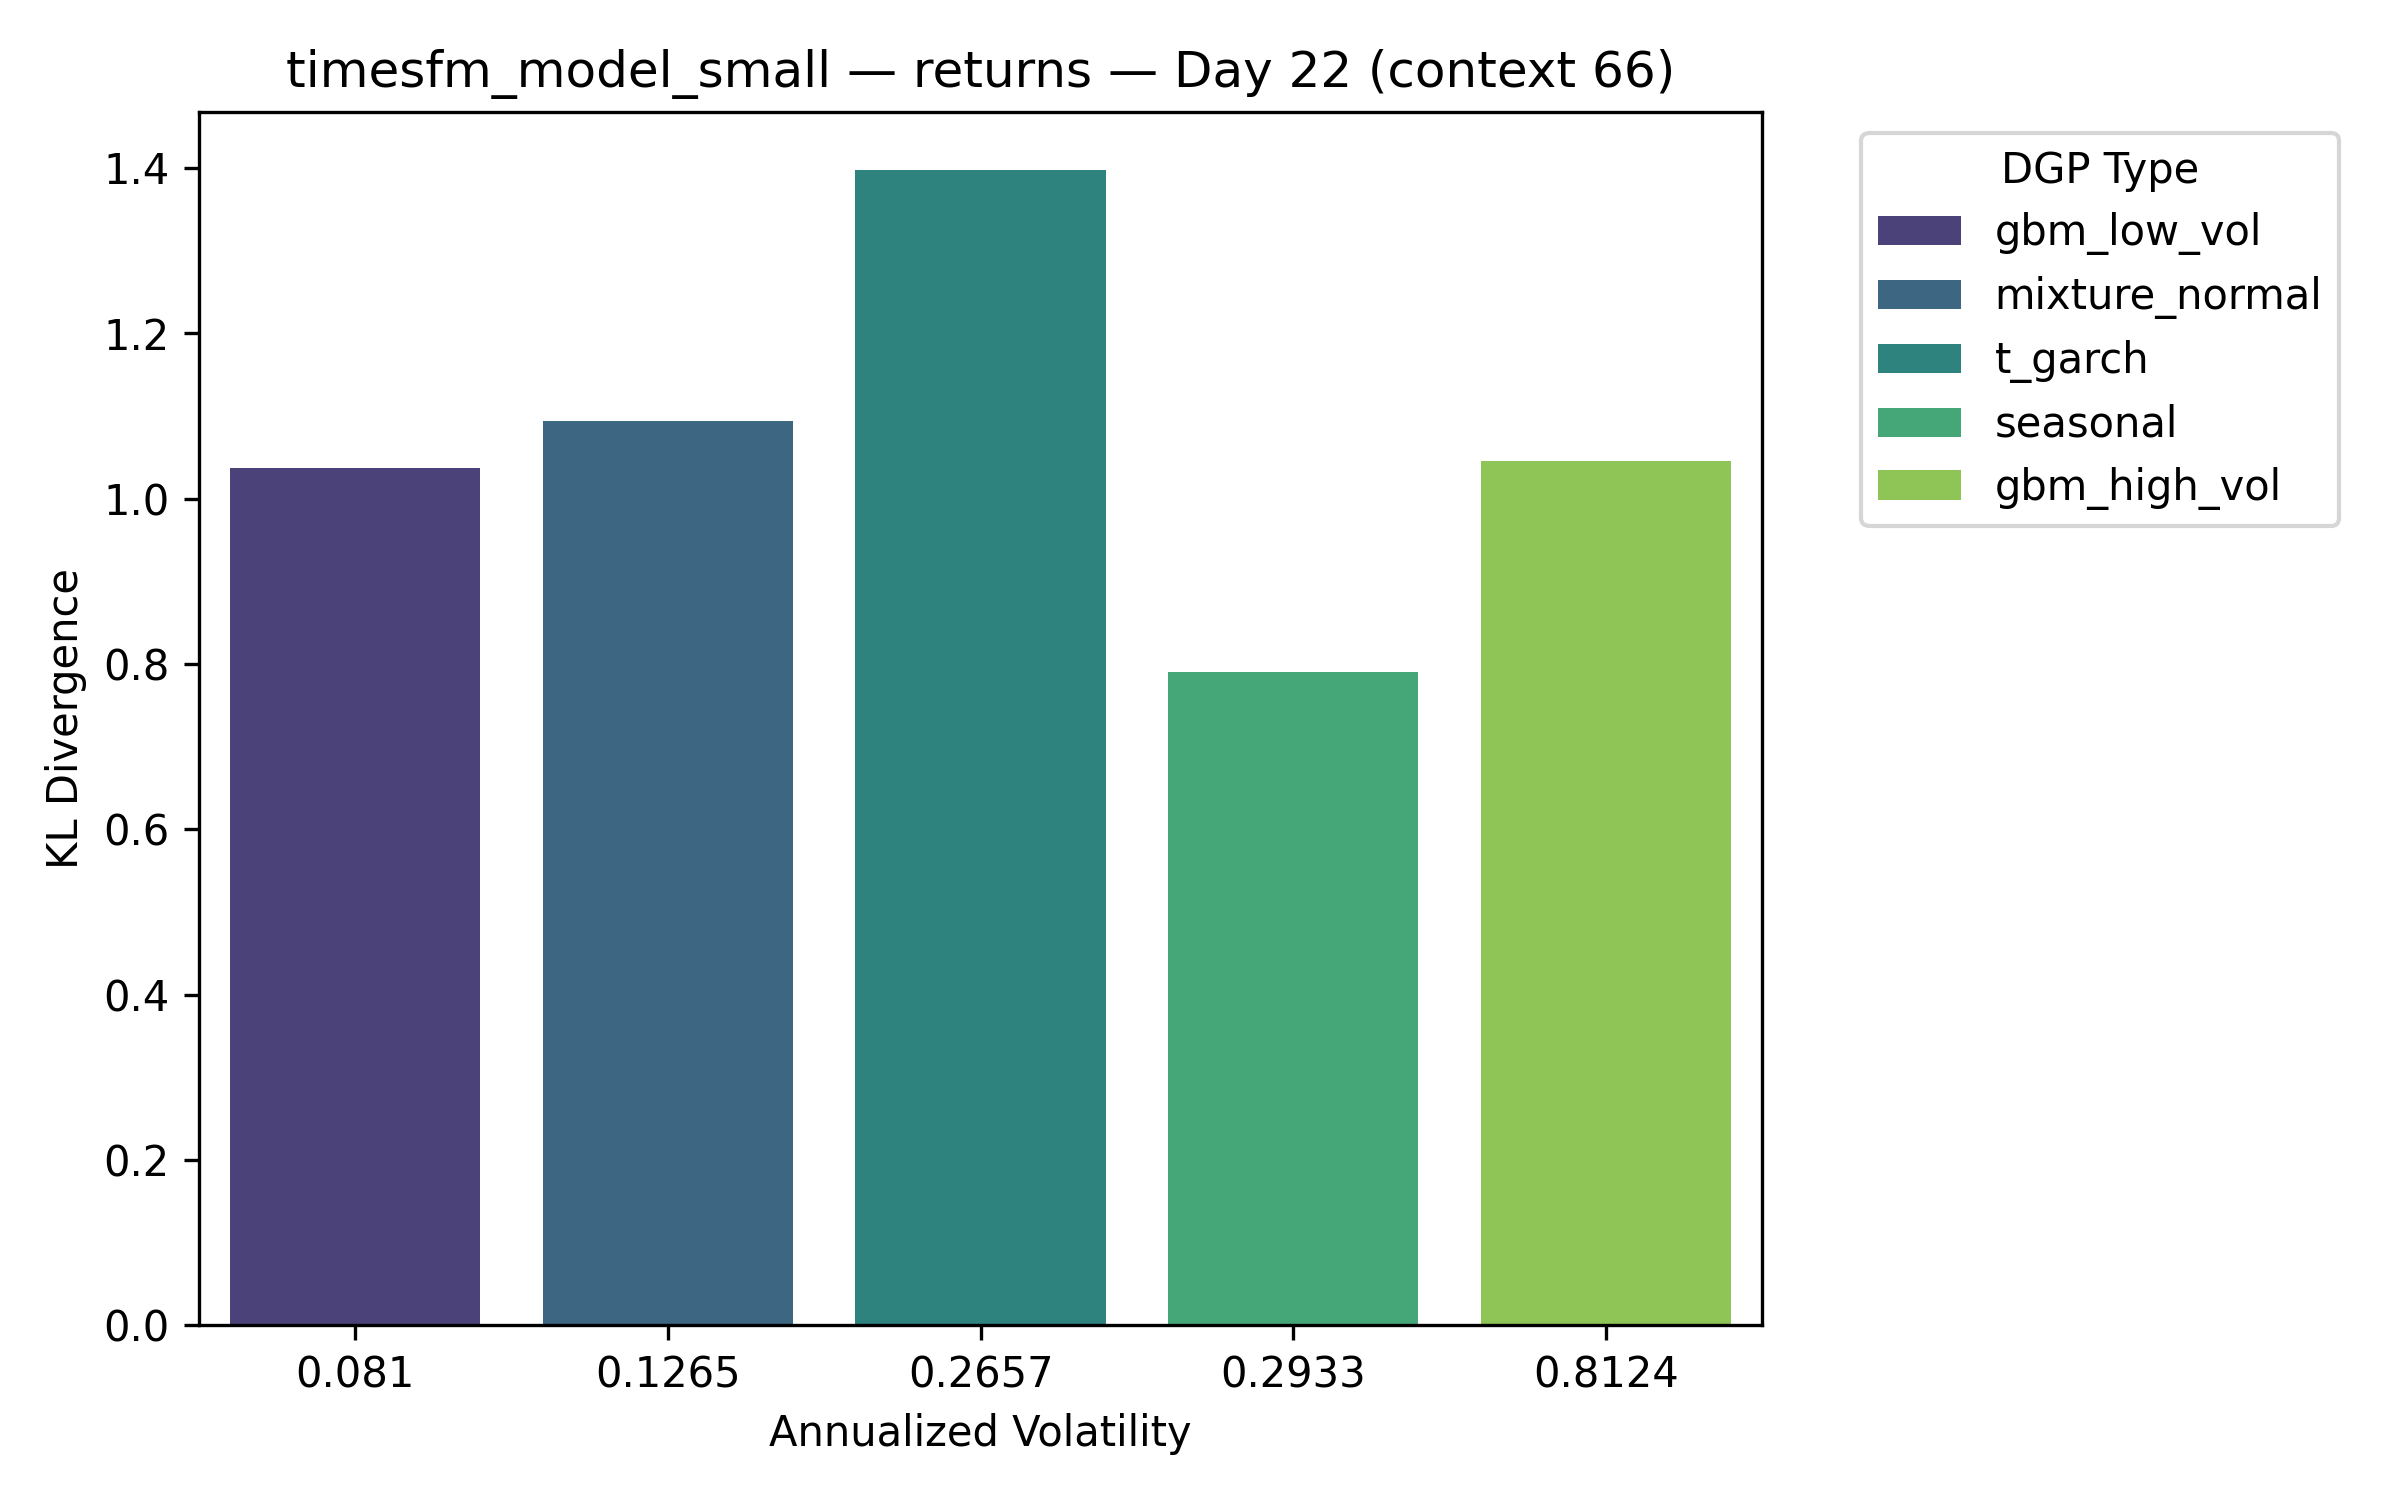 timesfm_model_small — returns — Day 22 (context 66)
KL Divergence
1.4
1.2
1.0
0.8
0.6
0.4
0.2
0.0
0.081 0.1265 0.2657 0.2933 0.8124
Annualized Volatility
DGP Type
gbm_low_vol
mixture_normal
t_garch
seasonal
gbm_high_vol